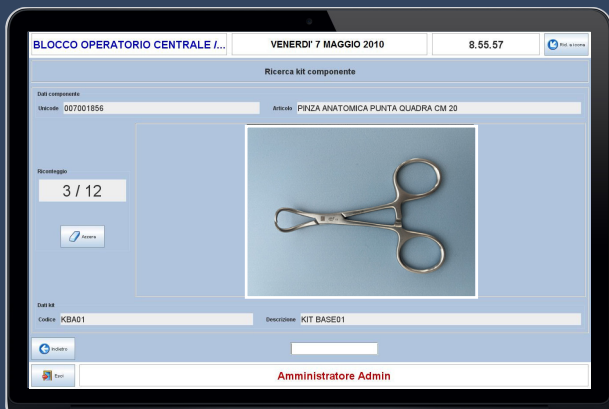 BLOCCO OPERATORIO CENTRALE /...
VENERDI' 7 MAGGIO 2010
8.55.57
Ricerca kit componente
Dati componente
Unicode 007001856
Articolo PINZA ANATOMICA PUNTA QUADRA CM 20
Riconteggio
3 / 12
Azzera
Dati kit
Codice KBA01
Descrizione KIT BASE01
Indietro
Esci
Amministratore Admin